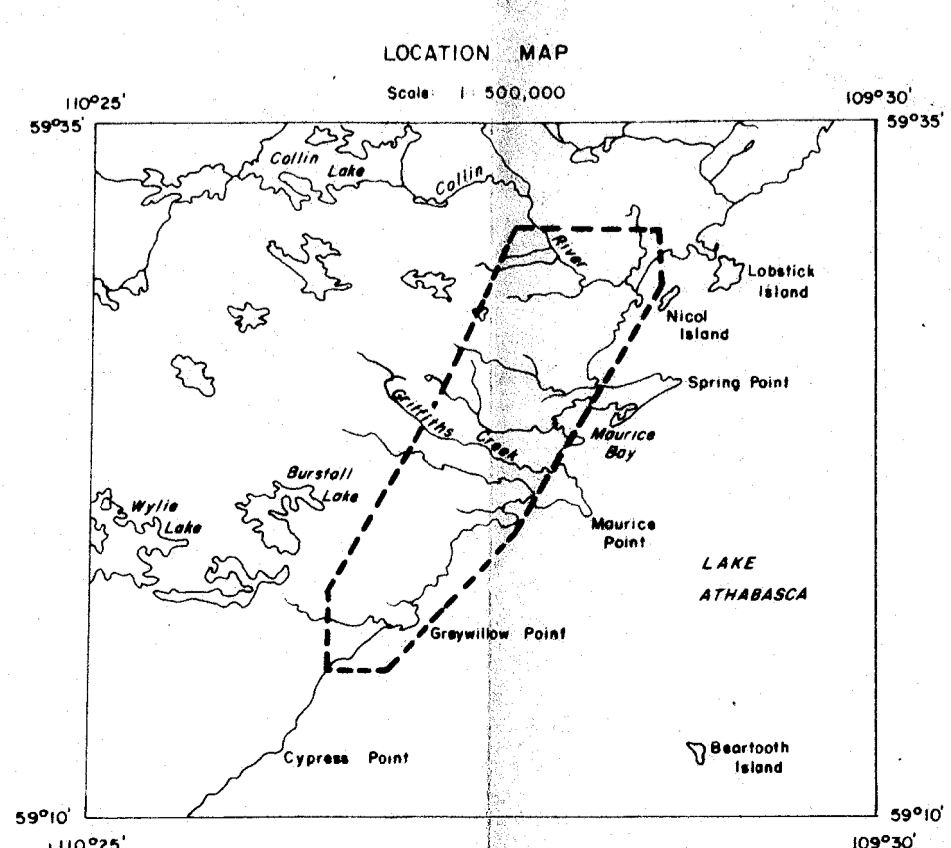 LOCATION MAP
Scale: 1:500,000
110°25'
109°30'
59°35'
59°35'
Collin
Lake
Collin
River
Lobstick
Island
Nicol
Island
Spring Point
Griffiths
Creek
Maurice
Bay
Burstall
Lake
Wylie
Lake
Maurice
Point
LAKE
ATHABASCA
Greywillow Point
Cypress Point
Beartooth
Island
59°10'
59°10'
110°25'
109°30'